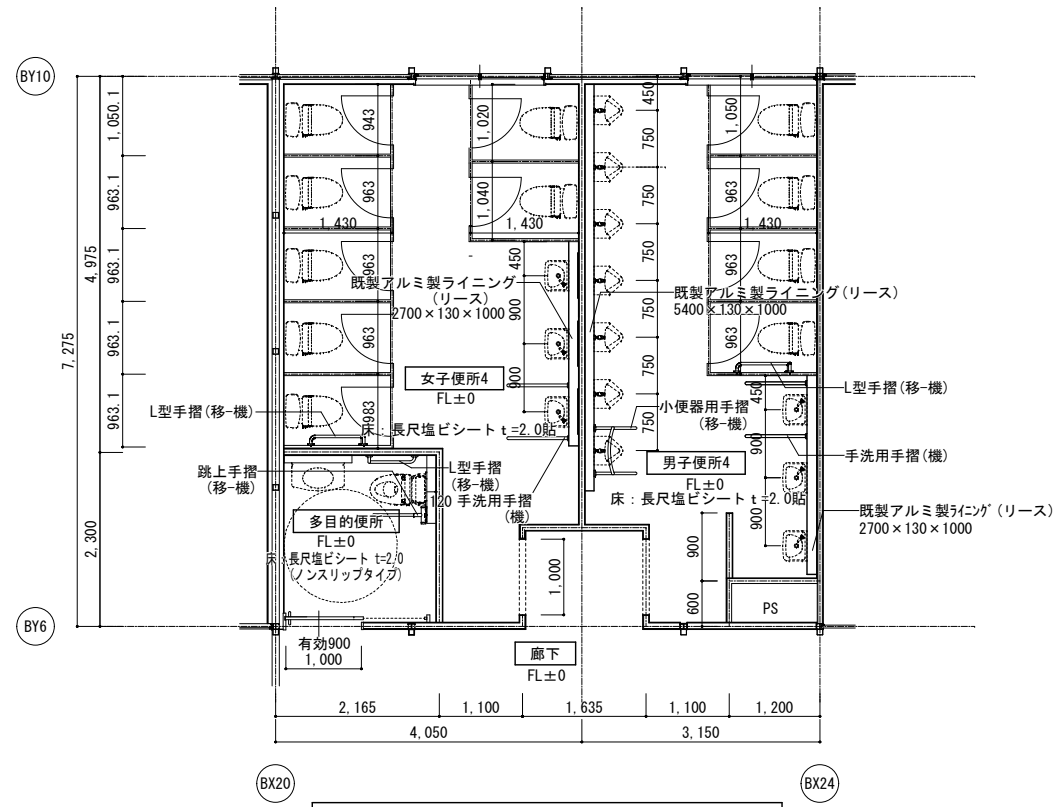 BY10
1,050.1
963.1
963.1
963.1
963.1
4,975
7,275
2,300
BY6
943
963
963
963
983
1,430
1,020
1,040
1,430
450
900
900
既製アルミ製ライニング
(リース)
2700×130×1000
女子便所4
FL±0
床：長尺塩ビシート t=2.0貼
L型手摺(移-機)
跳上手摺
(移-機)
L型手摺
(移-機)
120 手洗用手摺
(機)
多目的便所
FL±0
床：長尺塩ビシート t=2.0
(ノンスリップタイプ)
有効900
1,000
1,000
450
750
750
750
750
750
750
750
1,050
963
963
963
1,430
既製アルミ製ライニング(リース)
5400×130×1000
L型手摺(移-機)
小便器用手摺
(移-機)
450
900
900
手洗用手摺(機)
男子便所4
FL±0
床：長尺塩ビシート t=2.0貼
既製アルミ製ﾗｲﾆﾝｸﾞ(リース)
2700×130×1000
900
600
PS
廊下
FL±0
2,165
1,100
1,635
1,100
1,200
4,050
3,150
BX20
BX24